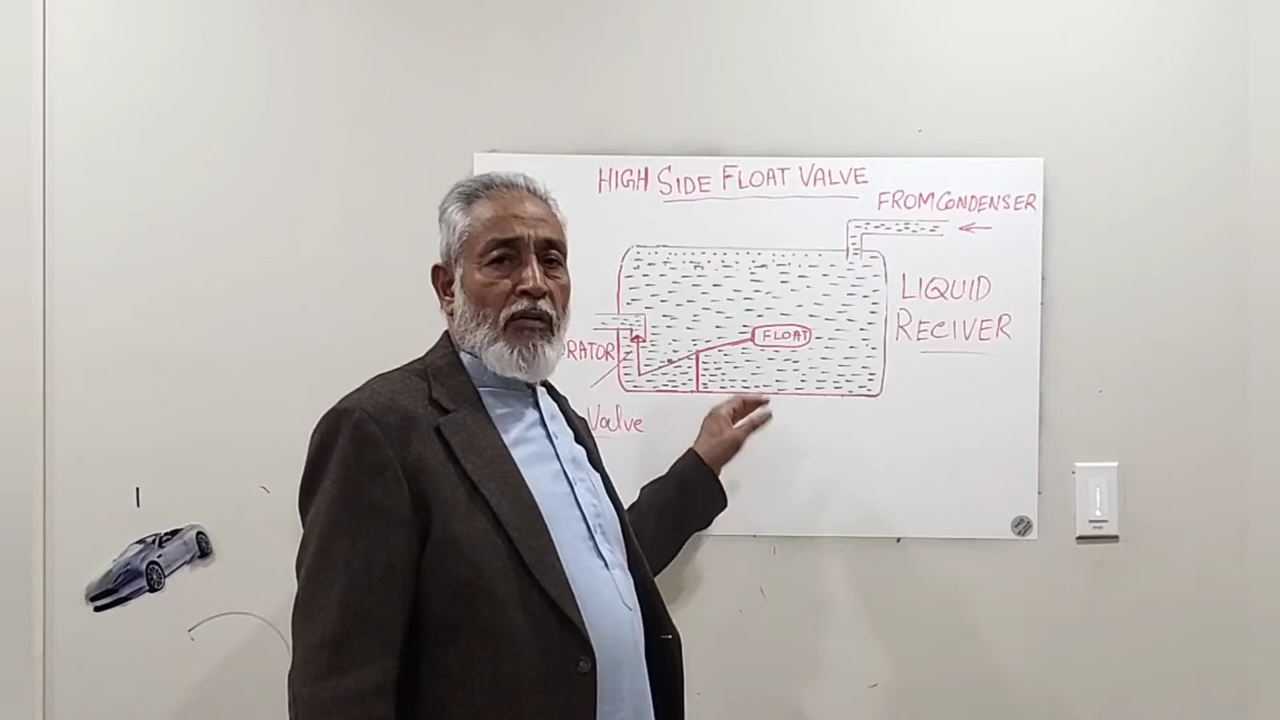 HIGH SIDE FLOAT VALVE
FROM CONDENSER
LIQUID
RECIVER
FLOAT
RATOR
Valve